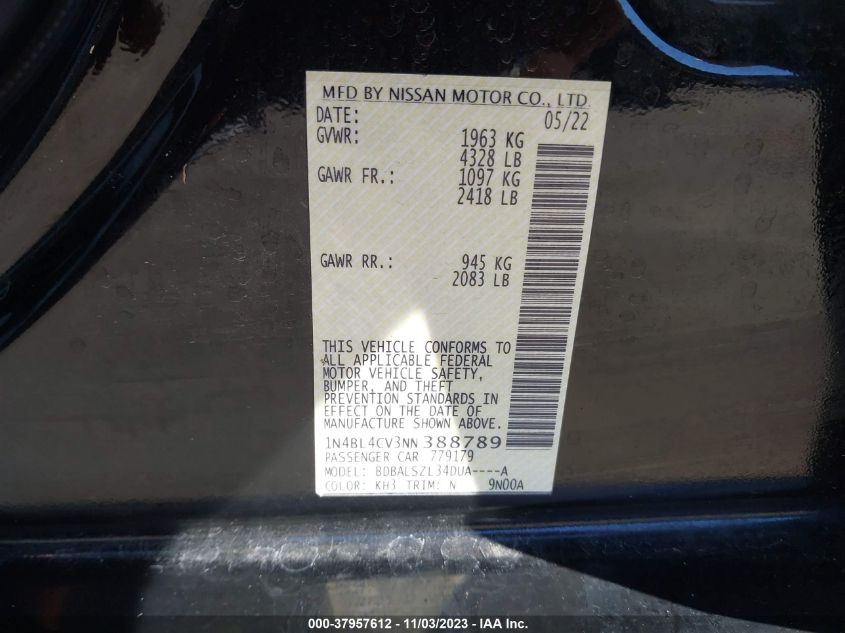 MFD BY NISSAN MOTOR CO., LTD.
DATE: 05/22
GVWR: 1963 KG
4328 LB
GAWR FR.: 1097 KG
2418 LB
GAWR RR.: 945 KG
2083 LB
THIS VEHICLE CONFORMS TO
ALL APPLICABLE FEDERAL
MOTOR VEHICLE SAFETY,
BUMPER, AND THEFT
PREVENTION STANDARDS IN
EFFECT ON THE DATE OF
MANUFACTURE SHOWN ABOVE.
1N4BL4CV3NN388789
PASSENGER CAR 779179
MODEL: BDBALSZL34DUA----A
COLOR: KH3 TRIM: N 9N00A
000-37957612 - 11/03/2023 - IAA Inc.